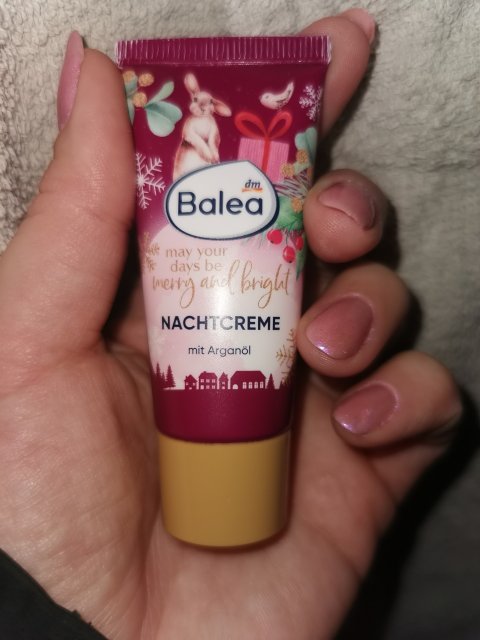 dm
Balea
may your
days be
merry and bright
NACHTCREME
mit Arganöl